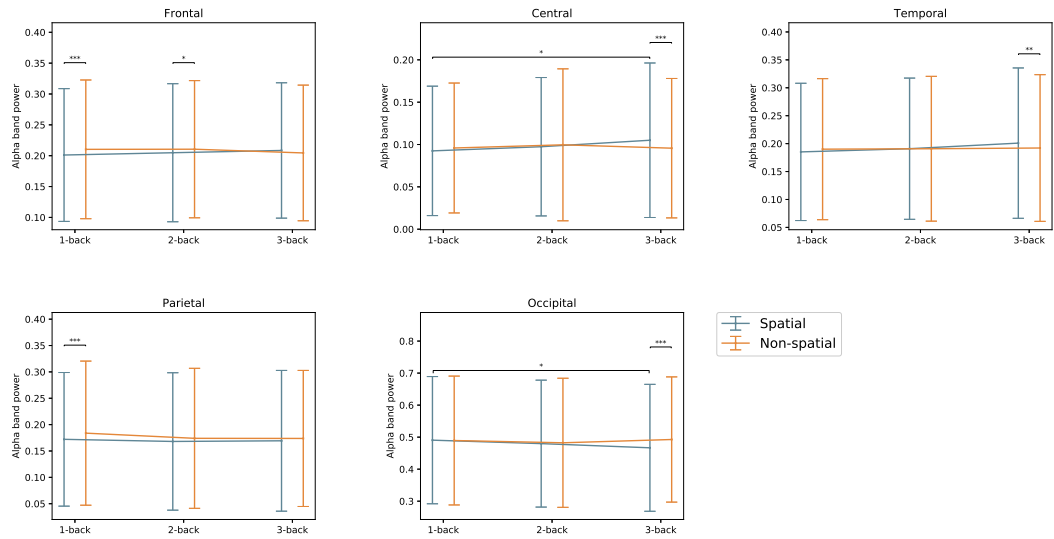 Frontal
Alpha band power
0.40
0.35
0.30
0.25
0.20
0.15
0.10
***
*
1-back
2-back
3-back
Central
Alpha band power
0.20
0.15
0.10
0.05
0.00
*
***
1-back
2-back
3-back
Temporal
Alpha band power
0.40
0.35
0.30
0.25
0.20
0.15
0.10
0.05
**
1-back
2-back
3-back
Parietal
Alpha band power
0.40
0.35
0.30
0.25
0.20
0.15
0.10
0.05
***
1-back
2-back
3-back
Occipital
Alpha band power
0.8
0.7
0.6
0.5
0.4
0.3
*
***
1-back
2-back
3-back
Spatial
Non-spatial